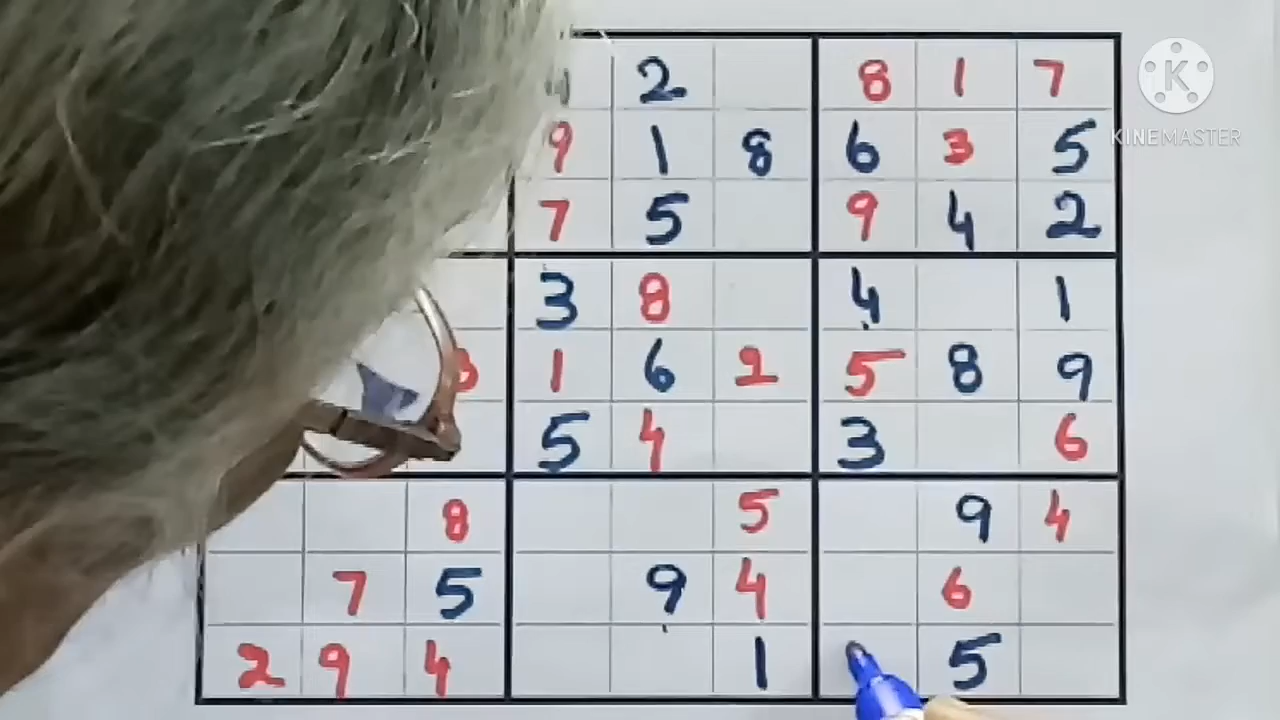 2 8 1 7
K
9 1 8 6 3 5
KINEMASTER
7 5 9 4 2
3 8 4 1
1 6 2 5 8 9
5 4 3 6
8 5 9 4
7 5 9 4 6
2 9 4 1 5